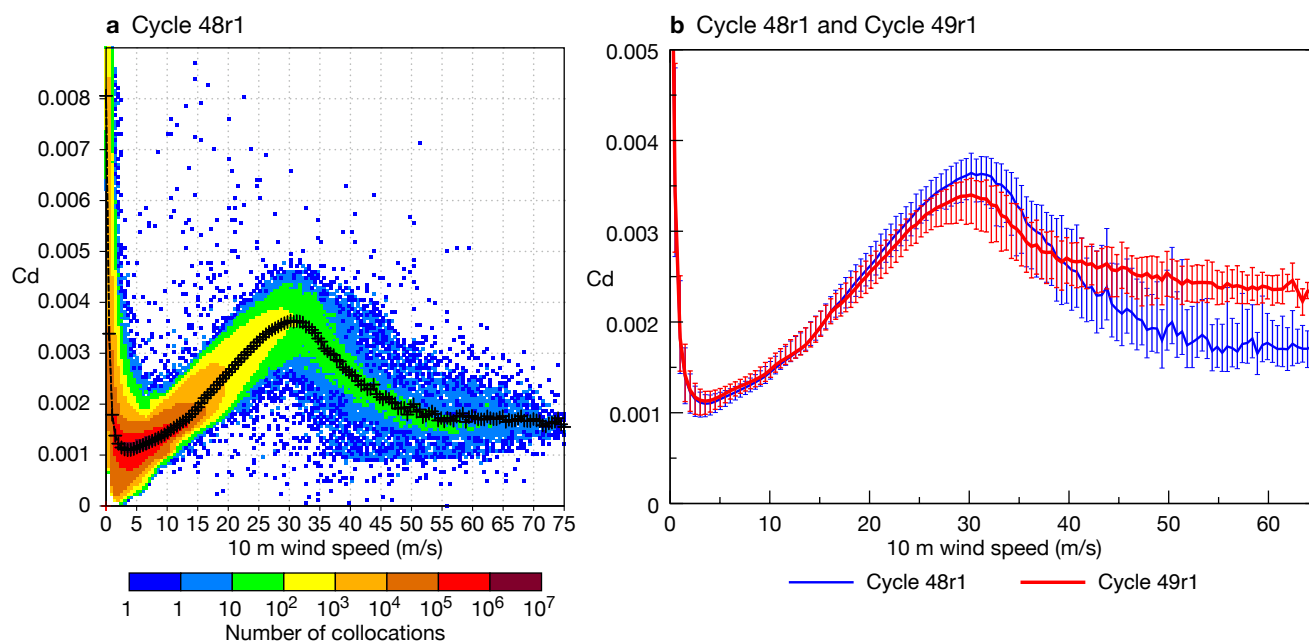 a Cycle 48r1
Cd
0.008
0.007
0.006
0.005
0.004
0.003
0.002
0.001
0
0 5 10 15 20 25 30 35 40 45 50 55 60 65 70 75
10 m wind speed (m/s)
1 1 10 10² 10³ 10⁴ 10⁵ 10⁶ 10⁷
Number of collocations
b Cycle 48r1 and Cycle 49r1
Cd
0.005
0.004
0.003
0.002
0.001
0
0 10 20 30 40 50 60
10 m wind speed (m/s)
Cycle 48r1 Cycle 49r1